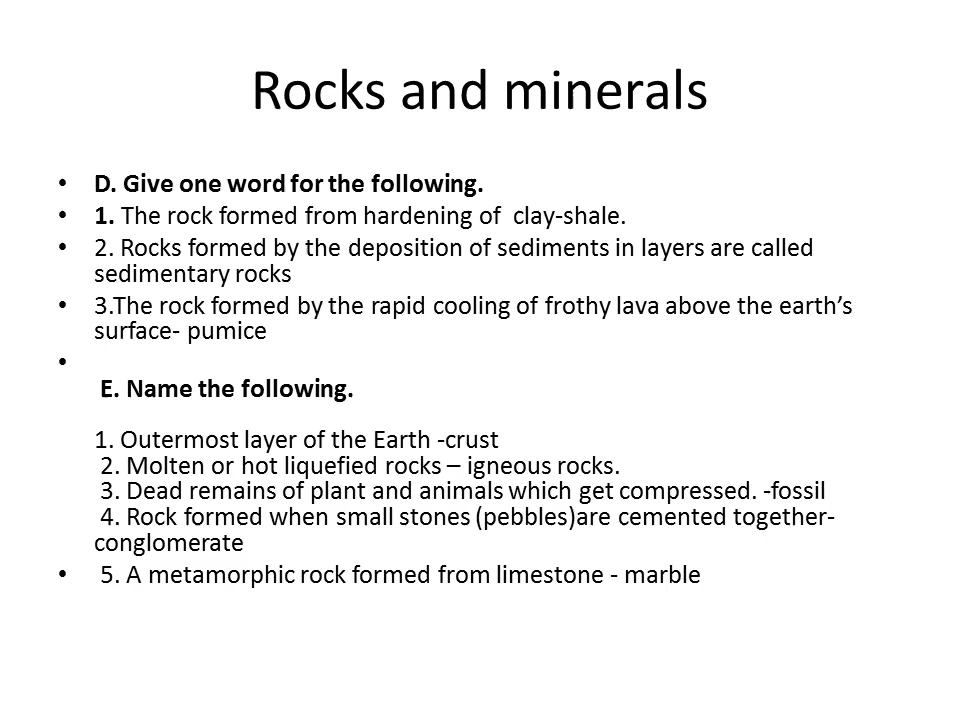 Rocks and minerals
• D. Give one word for the following.
• 1. The rock formed from hardening of  clay-shale.
• 2. Rocks formed by the deposition of sediments in layers are called
sedimentary rocks
• 3.The rock formed by the rapid cooling of frothy lava above the earth’s
surface- pumice
•
E. Name the following.
1. Outermost layer of the Earth -crust
2. Molten or hot liquefied rocks – igneous rocks.
3. Dead remains of plant and animals which get compressed. -fossil
4. Rock formed when small stones (pebbles)are cemented together-
conglomerate
• 5. A metamorphic rock formed from limestone - marble